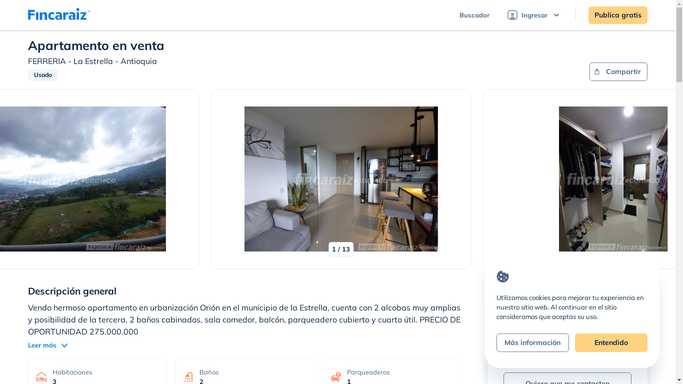 Fincaraiz
Buscador
Ingresar
Publica gratis
Apartamento en venta
FERRERIA - La Estrella - Antioquia
Usado
Compartir
fincaraiz
fincaraiz
fincaraiz
fincaraiz
fincaraiz
fincaraiz
1 / 13
Descripción general
Vendo hermoso apartamento en urbanización Orión en el municipio de la Estrella, cuenta con 2 alcobas muy amplias
y posibilidad de la tercera, 2 baños cabinados, sala comedor, balcón, parqueadero cubierto y cuarto útil. PRECIO DE
OPORTUNIDAD 275.000.000
Leer más
Habitaciones
3
Baños
2
Parqueaderos
1
Utilizamos cookies para mejorar tu experiencia en
nuestro sitio web. Al continuar en el sitio
consideramos que aceptas su uso.
Más información
Entendido
Quiero que me contacten